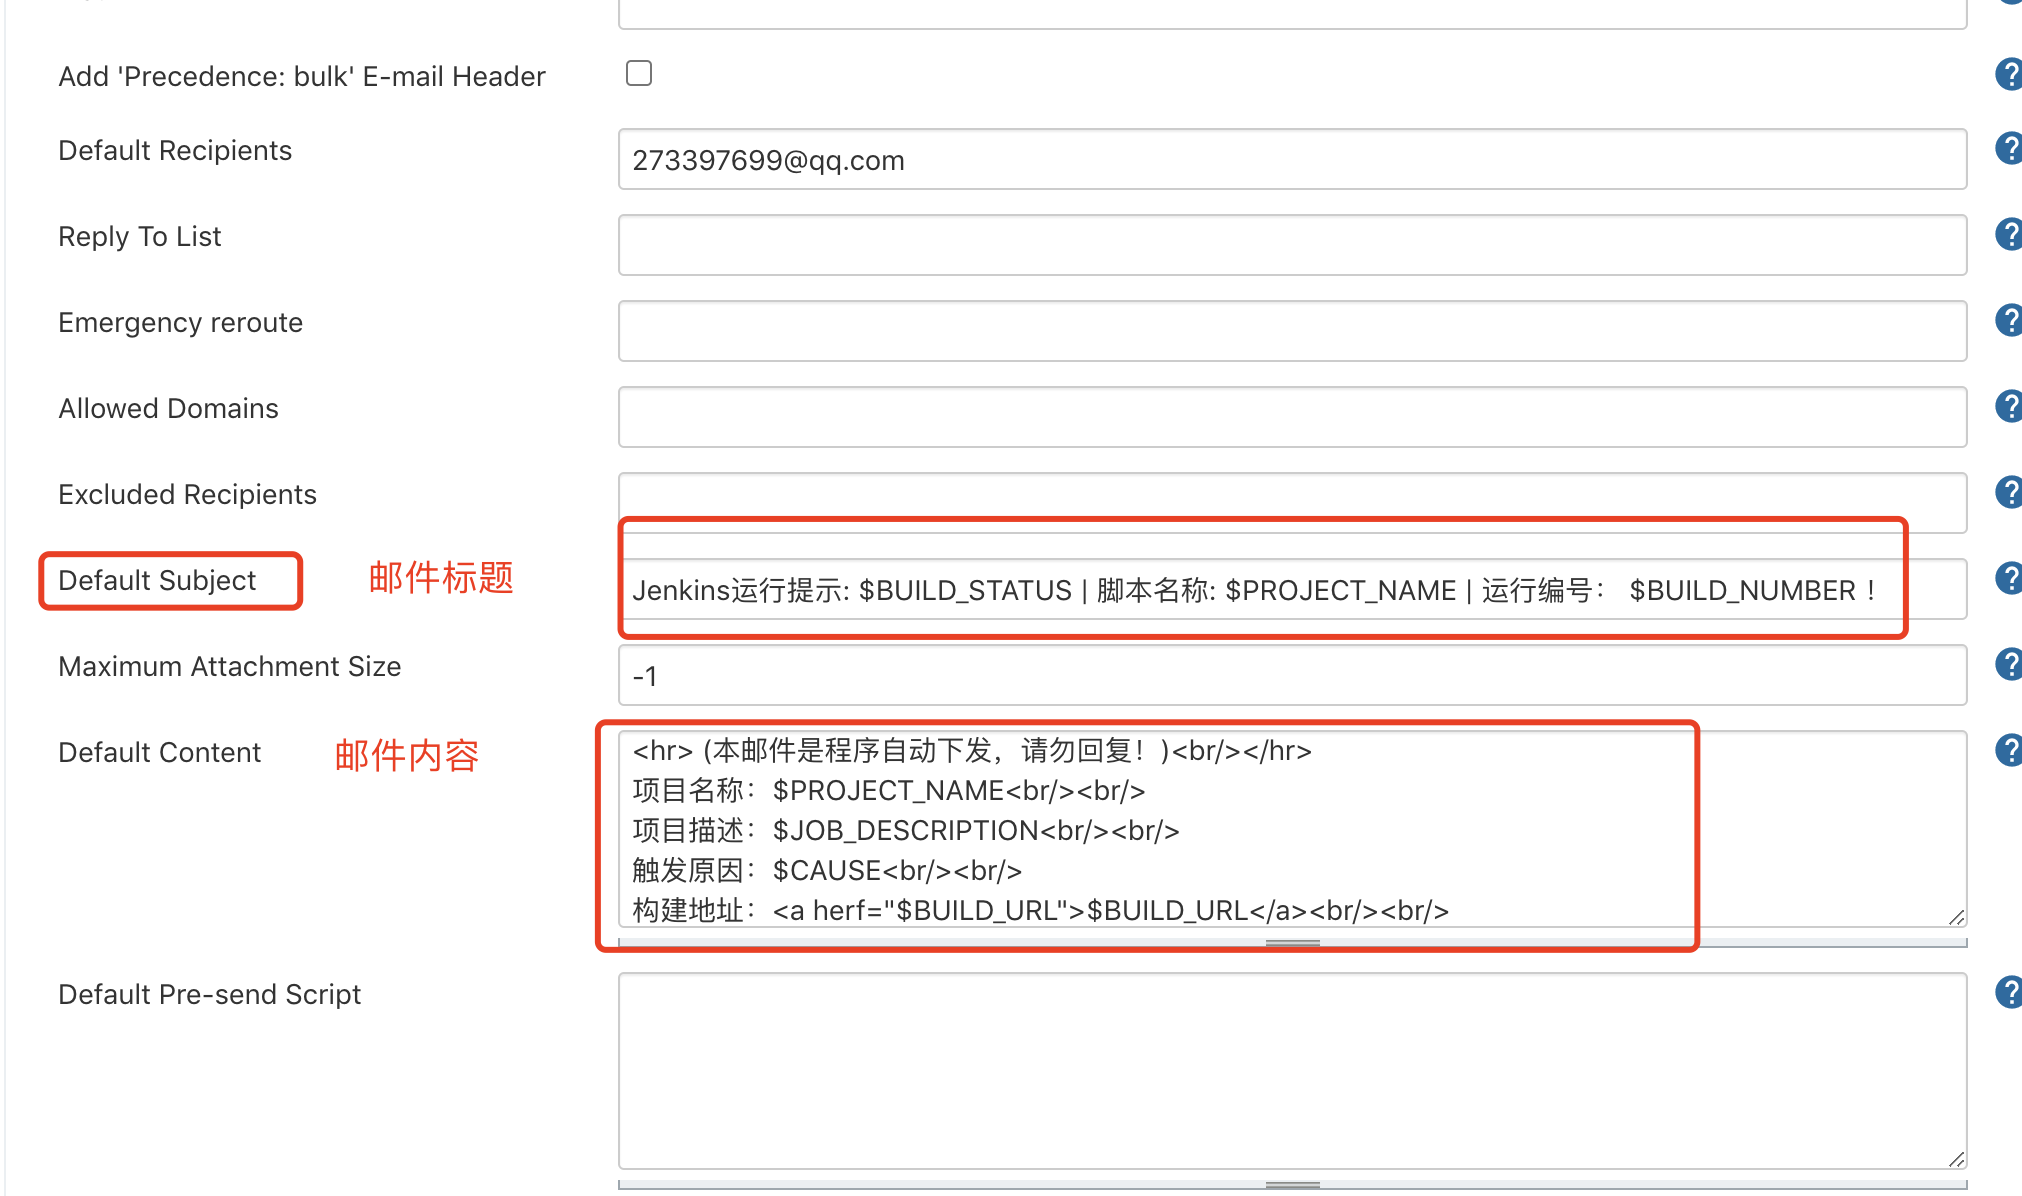 Add 'Precedence: bulk' E-mail Header
Default Recipients
273397699@qq.com
Reply To List
Emergency reroute
Allowed Domains
Excluded Recipients
Default Subject
邮件标题
Jenkins运行提示: $BUILD_STATUS | 脚本名称: $PROJECT_NAME | 运行编号： $BUILD_NUMBER！
Maximum Attachment Size
-1
Default Content
邮件内容
<hr> (本邮件是程序自动下发，请勿回复！)<br/></hr>
项目名称：$PROJECT_NAME<br/><br/>
项目描述：$JOB_DESCRIPTION<br/><br/>
触发原因：$CAUSE<br/><br/>
构建地址：<a herf="$BUILD_URL">$BUILD_URL</a><br/><br/>
Default Pre-send Script